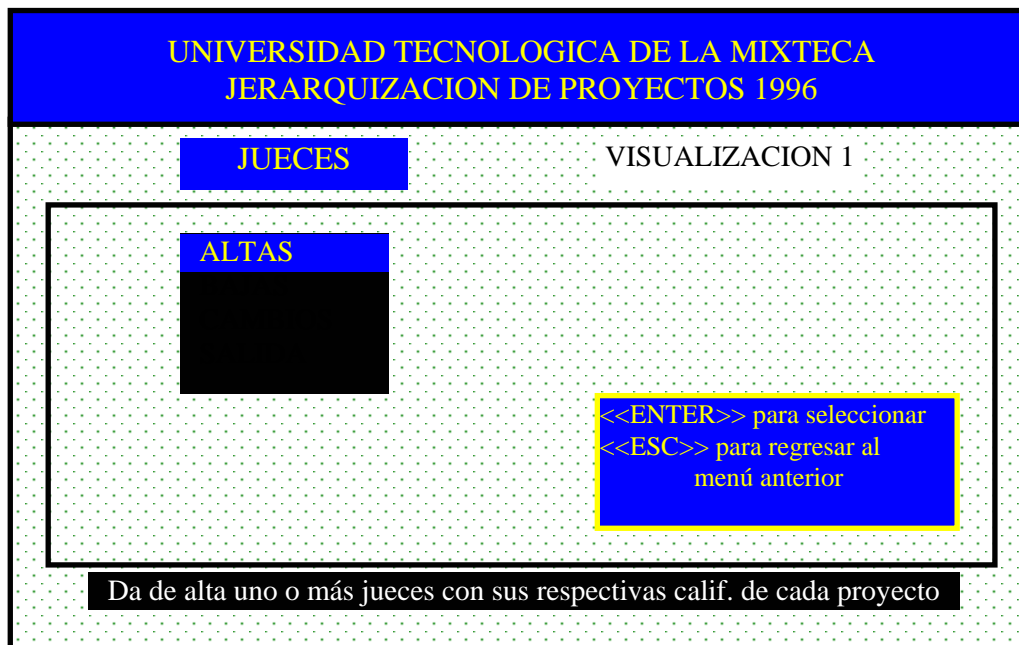 UNIVERSIDAD TECNOLOGICA DE LA MIXTECA
JERARQUIZACION DE PROYECTOS 1996
JUECES
VISUALIZACION 1
ALTAS
<<ENTER>> para seleccionar
<<ESC>> para regresar al
menú anterior
Da de alta uno o más jueces con sus respectivas calif. de cada proyecto